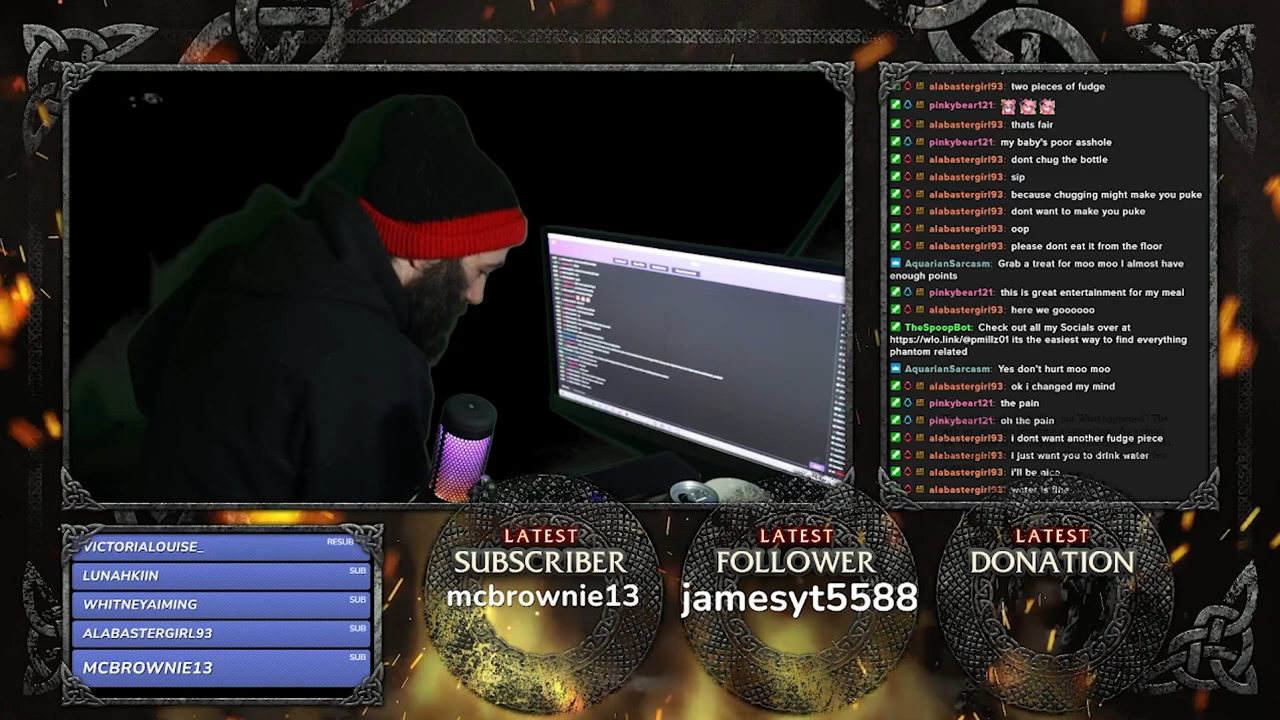 alabastergirl93: two pieces of fudge
pinkybear121:
alabastergirl93: thats fair
pinkybear121: my baby's poor asshole
alabastergirl93: dont chug the bottle
alabastergirl93: sip
alabastergirl93: because chugging might make you puke
alabastergirl93: dont want to make you puke
alabastergirl93: oop
alabastergirl93: please dont eat it from the floor
AquarianSarcasm: Grab a treat for moo moo I almost have
enough points
pinkybear121: this is great entertainment for my meal
alabastergirl93: here we goooooo
TheSpoopBot: Check out all my Socials over at
https://wlo.link/@pmillz01 its the easiest way to find everything
phantom related
AquarianSarcasm: Yes don't hurt moo moo
alabastergirl93: ok i changed my mind
pinkybear121: the pain
pinkybear121: oh the pain
alabastergirl93: i dont want another fudge piece
alabastergirl93: I just want you to drink water
alabastergirl93: i'll be nice
alabastergirl93: water is fine
VICTORIALOUISE_ RESUB
LUNAHKIIN SUB
WHITNEYAIMING SUB
ALABASTERGIRL93 SUB
MCBROWNIE13 SUB
LATEST
SUBSCRIBER
mcbrownie13
LATEST
FOLLOWER
jamesyt5588
LATEST
DONATION